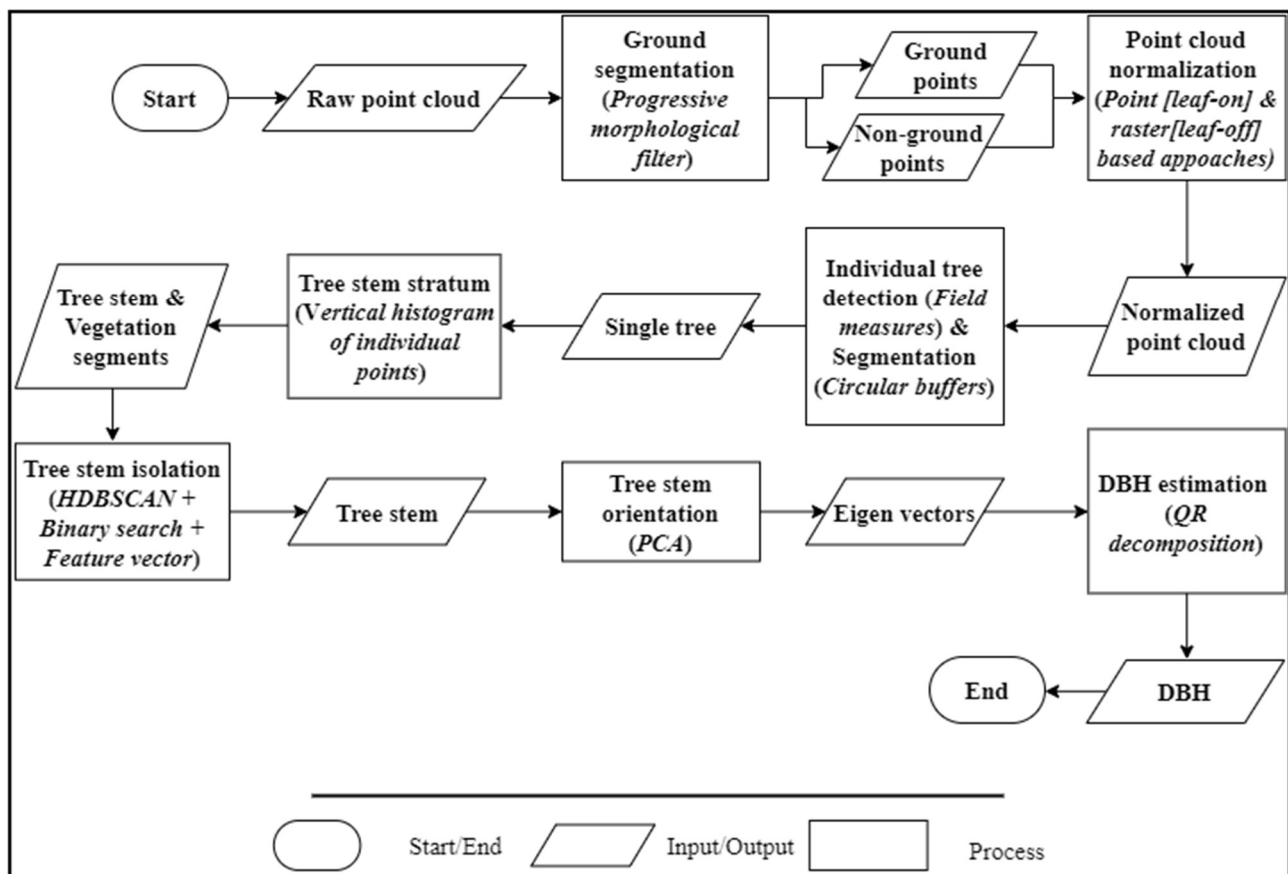 Start
Raw point cloud
Ground
segmentation
(Progressive
morphological
filter)
Ground
points
Non-ground
points
Point cloud
normalization
(Point [leaf-on] &
raster[leaf-off]
based appoaches)
Normalized
point cloud
Individual tree
detection (Field
measures) &
Segmentation
(Circular buffers)
Single tree
Tree stem stratum
(Vertical histogram
of individual
points)
Tree stem &
Vegetation
segments
Tree stem isolation
(HDBSCAN +
Binary search +
Feature vector)
Tree stem
Tree stem
orientation
(PCA)
Eigen vectors
DBH estimation
(QR
decomposition)
DBH
End
Start/End
Input/Output
Process